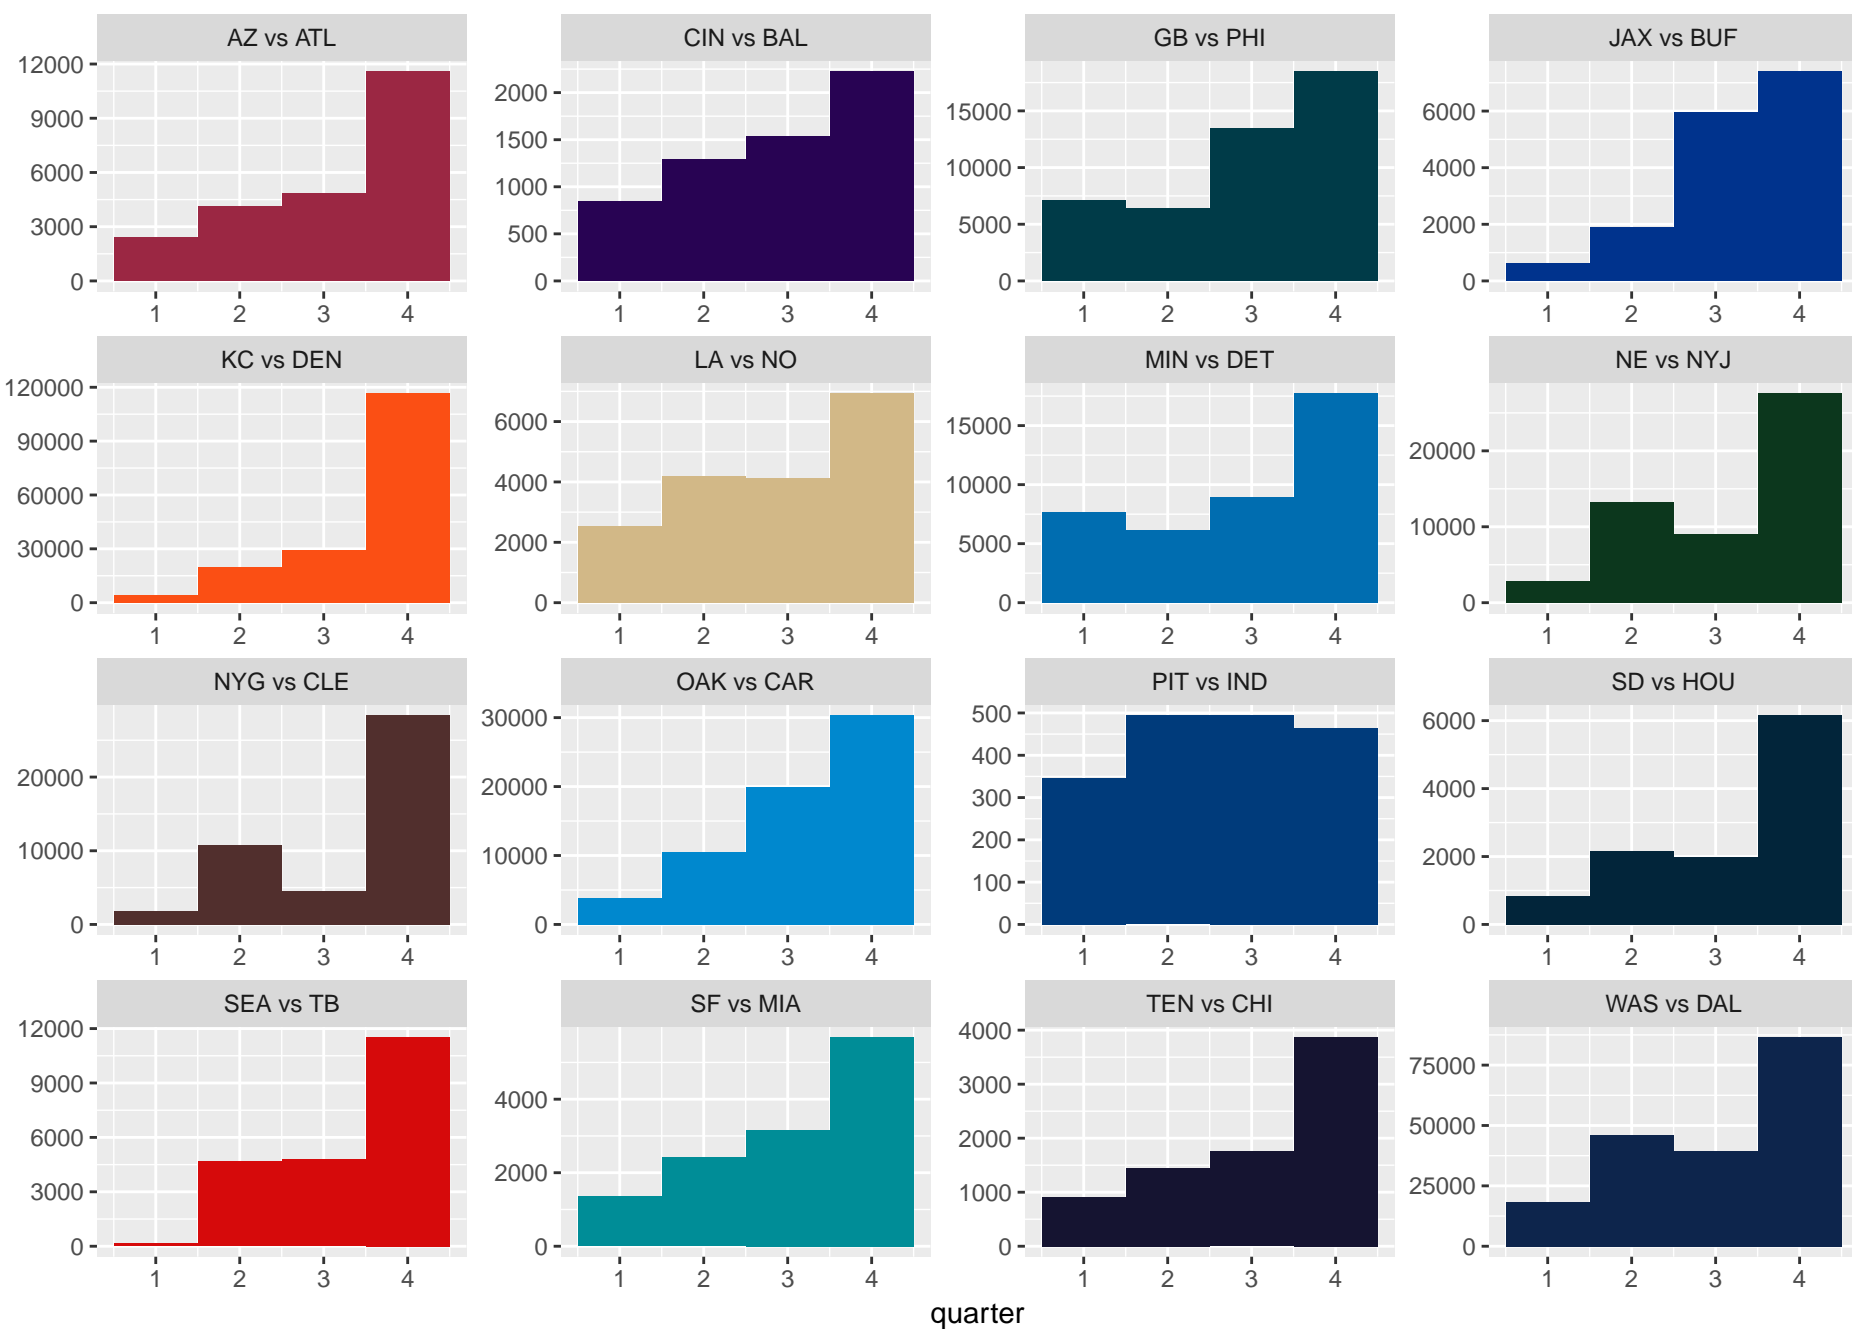 AZ vs ATL
CIN vs BAL
GB vs PHI
JAX vs BUF
12000
9000
6000
3000
0
2000
1500
1000
500
0
15000
10000
5000
0
6000
4000
2000
0
1 2 3 4
1 2 3 4
1 2 3 4
1 2 3 4
KC vs DEN
LA vs NO
MIN vs DET
NE vs NYJ
120000
90000
60000
30000
0
6000
4000
2000
0
15000
10000
5000
0
20000
10000
0
1 2 3 4
1 2 3 4
1 2 3 4
1 2 3 4
NYG vs CLE
OAK vs CAR
PIT vs IND
SD vs HOU
20000
10000
0
30000
20000
10000
0
500
400
300
200
100
0
6000
4000
2000
0
1 2 3 4
1 2 3 4
1 2 3 4
1 2 3 4
SEA vs TB
SF vs MIA
TEN vs CHI
WAS vs DAL
12000
9000
6000
3000
0
4000
2000
0
4000
3000
2000
1000
0
75000
50000
25000
0
1 2 3 4
1 2 3 4
1 2 3 4
1 2 3 4
quarter